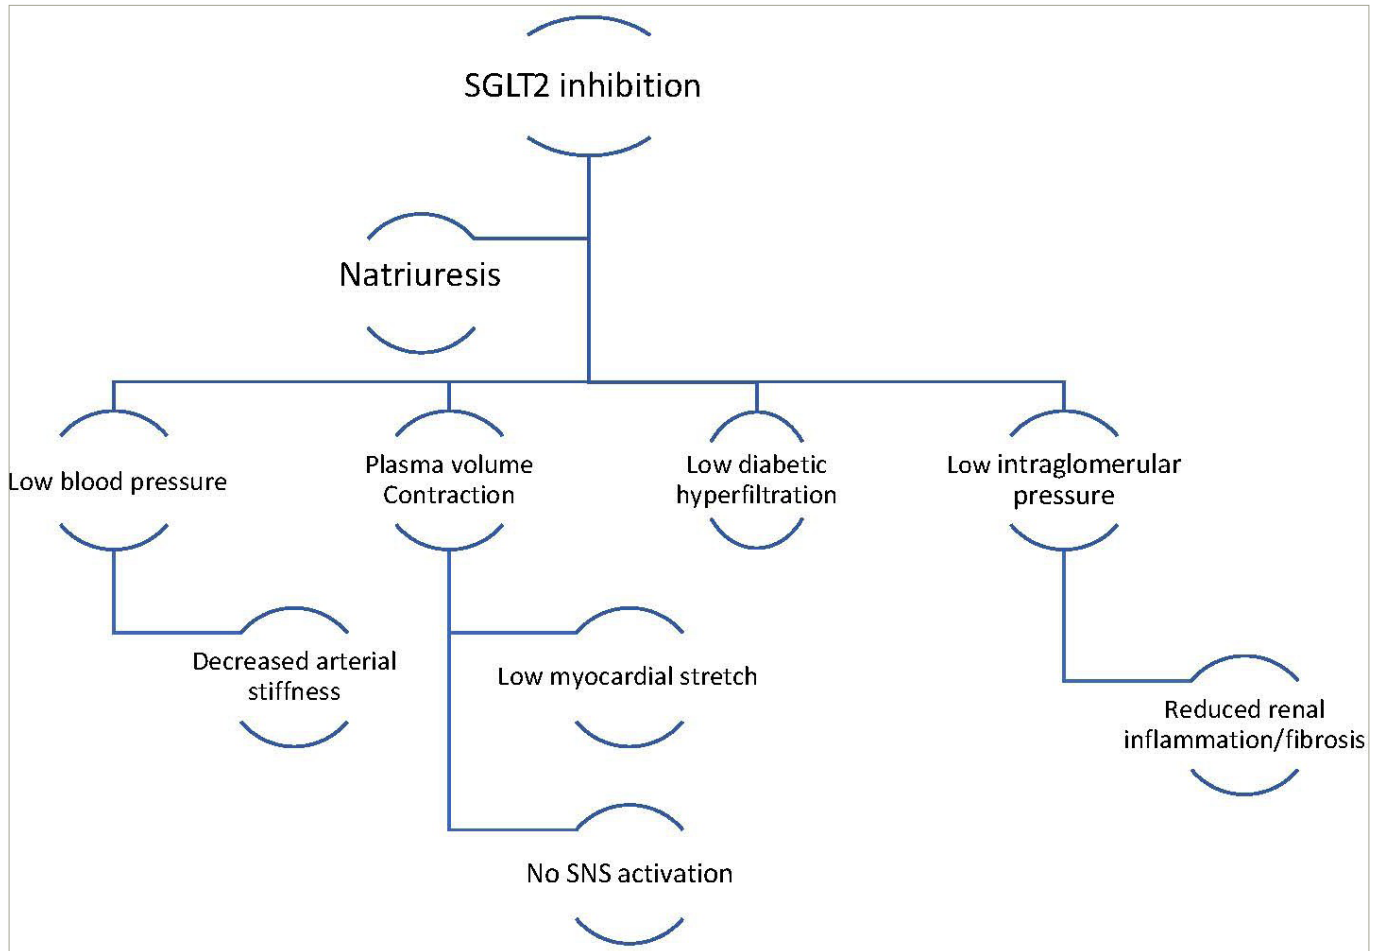 SGLT2 inhibition
Natriuresis
Low blood pressure
Plasma volume
Contraction
Low diabetic
hyperfiltration
Low intraglomerular
pressure
Decreased arterial
stiffness
Low myocardial stretch
Reduced renal
inflammation/fibrosis
No SNS activation